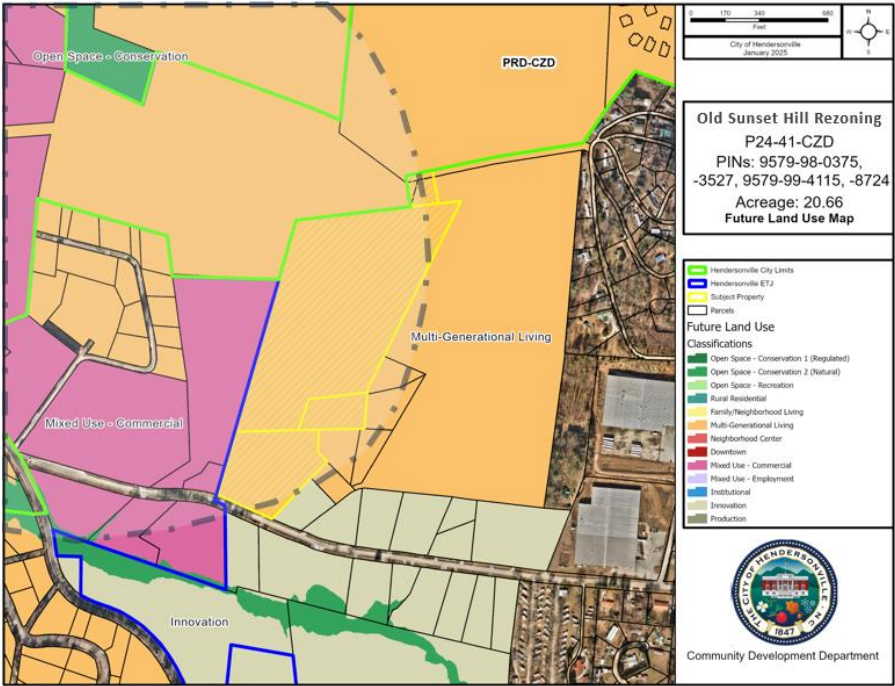 Open Space - Conservation
PRD-CZD
Multi-Generational Living
Mixed Use - Commercial
Innovation
0 170 340 680
Feet
City of Hendersonville
January 2025
N
W E
S
Old Sunset Hill Rezoning
P24-41-CZD
PINs: 9579-98-0375,
-3527, 9579-99-4115, -8724
Acreage: 20.66
Future Land Use Map
Hendersonville City Limits
Hendersonville ETJ
Subject Property
Parcels
Future Land Use
Classifications
Open Space - Conservation 1 (Regulated)
Open Space - Conservation 2 (Natural)
Open Space - Recreation
Rural Residential
Family/Neighborhood Living
Multi-Generational Living
Neighborhood Center
Downtown
Mixed Use - Commercial
Mixed Use - Employment
Institutional
Innovation
Production
THE CITY OF HENDERSONVILLE, N.C.
1847
Community Development Department